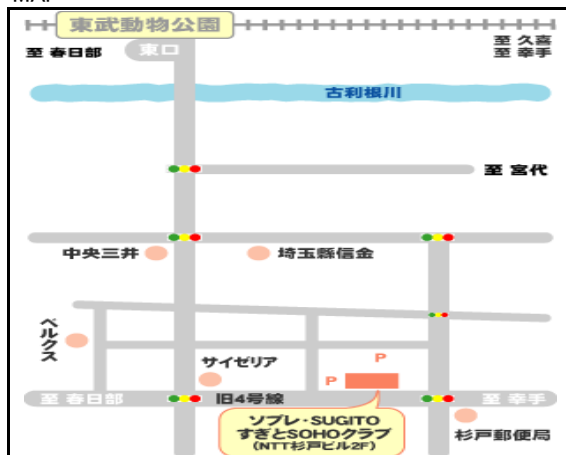 東武動物公園
至 久喜
至 幸手
至 春日部
東口
古利根川
至 宮代
中央三井
埼玉縣信金
ベルクス
サイゼリア
P
P
至 春日部
旧4号線
至 幸手
ソプレ・SUGITO
すぎとSOHOクラブ
(NTT杉戸ビル2F)
杉戸郵便局